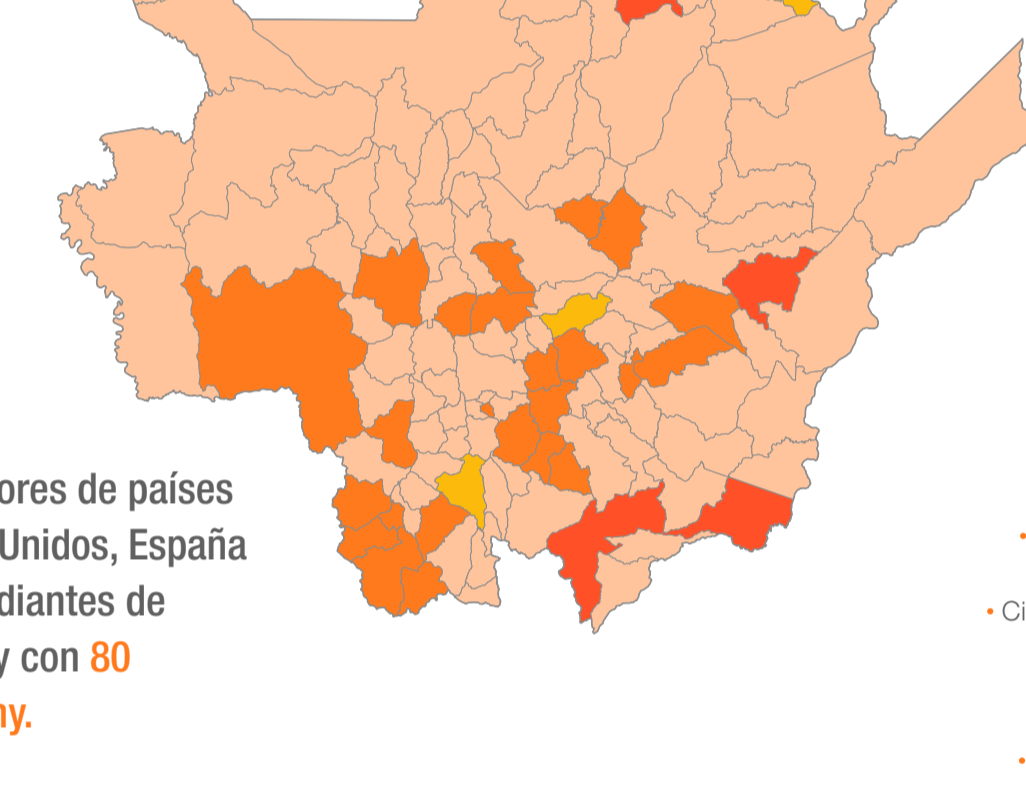 ores de países
Unidos, España
diantes de
y con 80
ny.
• Ci